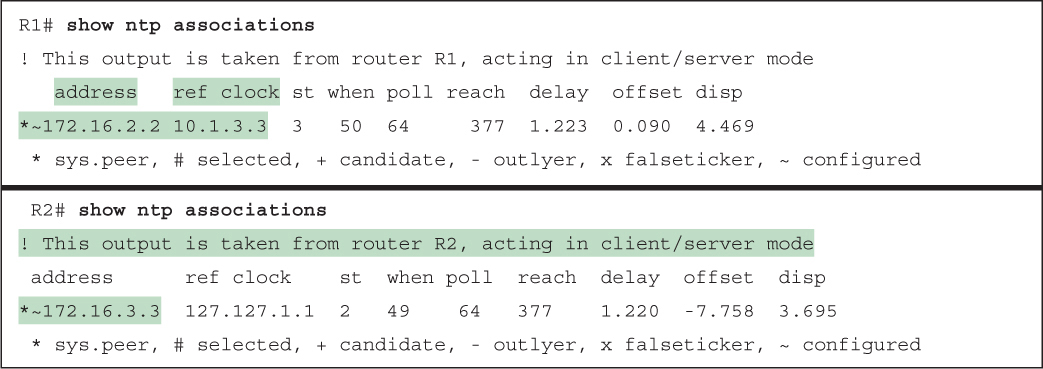 R1# show ntp associations
! This output is taken from router R1, acting in client/server mode
address ref clock st when poll reach delay offset disp
*~172.16.2.2 10.1.3.3 3 50 64 377 1.223 0.090 4.469
* sys.peer, # selected, + candidate, - outlyer, x falseticker, ~ configured
R2# show ntp associations
! This output is taken from router R2, acting in client/server mode
address ref clock st when poll reach delay offset disp
*~172.16.3.3 127.127.1.1 2 49 64 377 1.220 -7.758 3.695
* sys.peer, # selected, + candidate, - outlyer, x falseticker, ~ configured